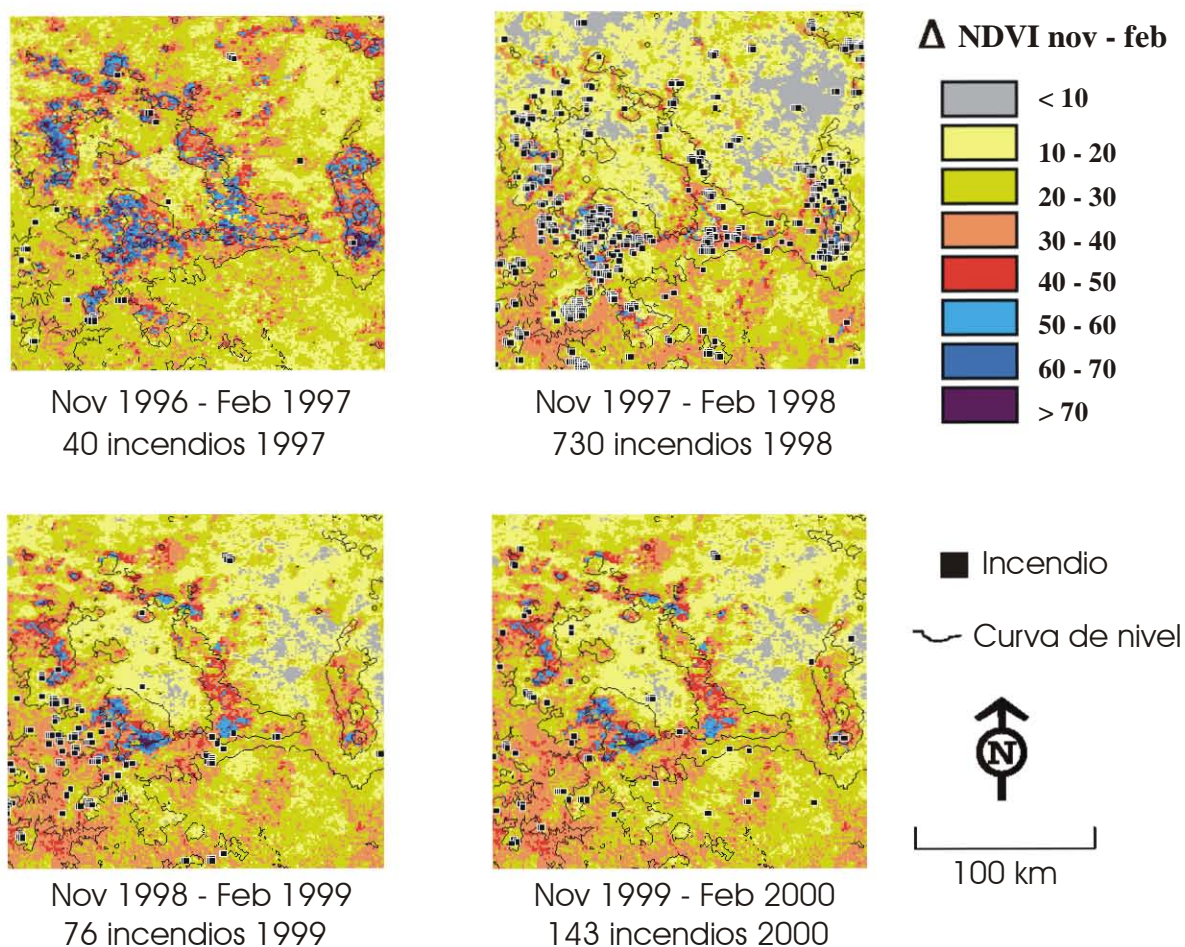 Δ NDVI nov - feb
< 10
10 - 20
20 - 30
30 - 40
40 - 50
50 - 60
60 - 70
> 70
Nov 1996 - Feb 1997
40 incendios 1997
Nov 1997 - Feb 1998
730 incendios 1998
Incendio
Curva de nivel
N
100 km
Nov 1998 - Feb 1999
76 incendios 1999
Nov 1999 - Feb 2000
143 incendios 2000